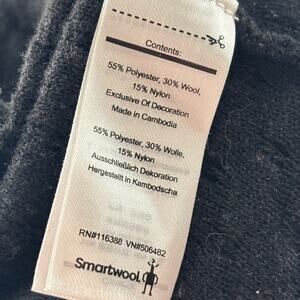 Contents:
55% Polyester, 30% Wool,
15% Nylon
Exclusive Of Decoration
Made in Cambodia
55% Polyester, 30% Wolle,
15% Nylon
Ausschließlich Dekoration
Hergestellt in Kambodscha
RN#116388 VN#506482
Smartwool